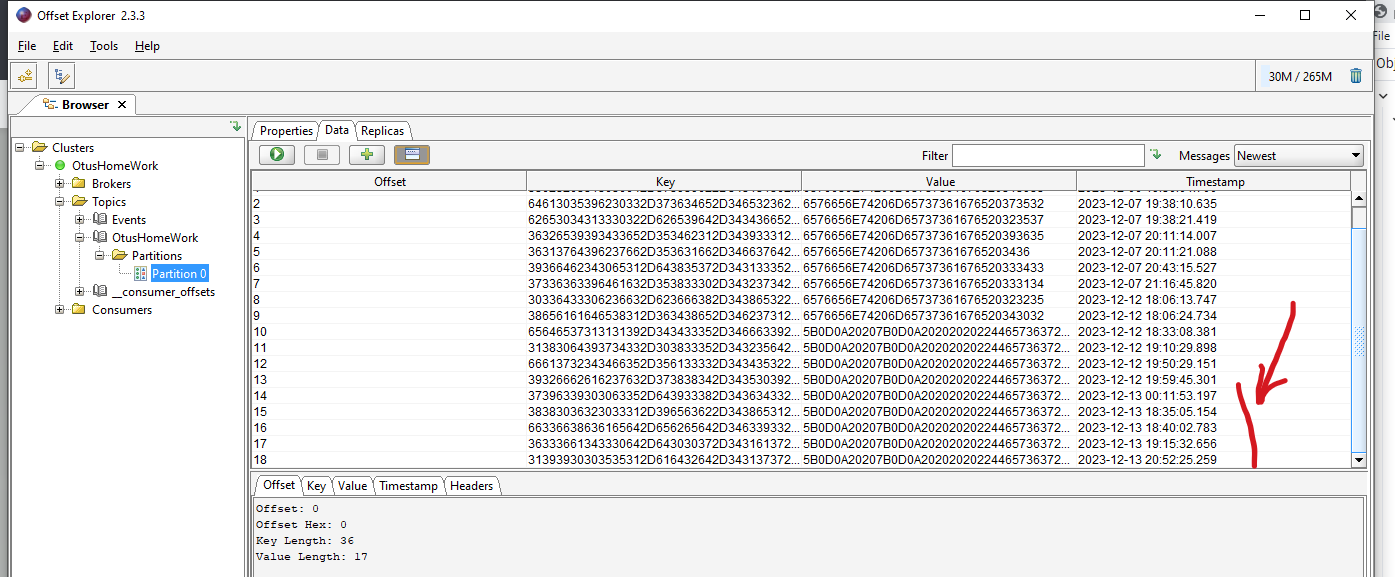 Offset Explorer 2.3.3
File Edit Tools Help
File
Obj
30M / 265M
Browser
Properties Data Replicas
Filter Messages Newest
Clusters
OtusHomeWork
Brokers
Topics
Events
OtusHomeWork
Partitions
Partition 0
__consumer_offsets
Consumers
Offset Key Value Timestamp
2 64613035396230332D373634652D346532362... 6576656E74206D65737361676520373532 2023-12-07 19:38:10.635
3 62653034313330322D626539642D343436652... 6576656E74206D65737361676520323537 2023-12-07 19:38:21.419
4 36326539393433652D353462312D343933312... 6576656E74206D65737361676520393635 2023-12-07 20:11:14.007
5 36313764396237662D353631662D346637642... 6576656E74206D657373616765203436 2023-12-07 20:11:21.088
6 39366462343065312D643835372D343133352... 6576656E74206D65737361676520333433 2023-12-07 20:43:15.527
7 37336363396461632D353833302D343237342... 6576656E74206D65737361676520333134 2023-12-07 21:16:45.820
8 30336433306236632D623666382D343865322... 6576656E74206D65737361676520323235 2023-12-12 18:06:13.747
9 38656161646538312D363438652D346237312... 6576656E74206D65737361676520343032 2023-12-12 18:06:24.734
10 65646537313131392D343433352D346663392... 5B0D0A20207B0D0A20202020224465736372... 2023-12-12 18:33:08.381
11 31383064393734332D303833352D343235642... 5B0D0A20207B0D0A20202020224465736372... 2023-12-12 19:10:29.898
12 66613732343466352D356133332D343435322... 5B0D0A20207B0D0A20202020224465736372... 2023-12-12 19:50:29.151
13 39326662616237632D373838342D343530392... 5B0D0A20207B0D0A20202020224465736372... 2023-12-12 19:59:45.301
14 37396339303063352D643933382D343634332... 5B0D0A20207B0D0A20202020224465736372... 2023-12-13 00:11:53.197
15 38383036323033312D396563622D343865312... 5B0D0A20207B0D0A20202020224465736372... 2023-12-13 18:35:05.154
16 66336638636165642D656265642D346339332... 5B0D0A20207B0D0A20202020224465736372... 2023-12-13 18:40:02.783
17 36333661343330642D643030372D343161372... 5B0D0A20207B0D0A20202020224465736372... 2023-12-13 19:15:32.656
18 31393930303535312D616432642D343137372... 5B0D0A20207B0D0A20202020224465736372... 2023-12-13 20:52:25.259
Offset Key Value Timestamp Headers
Offset: 0
Offset Hex: 0
Key Length: 36
Value Length: 17